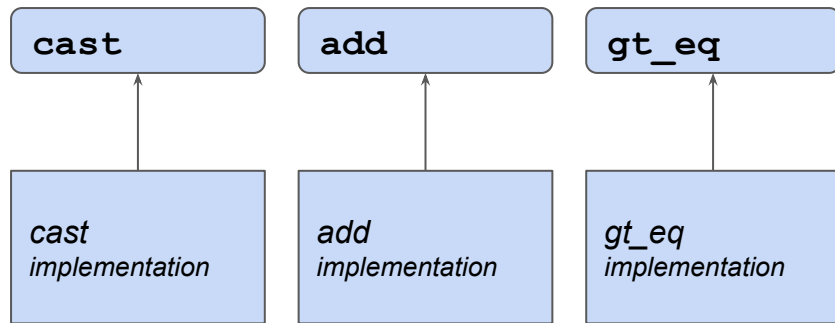 cast
add
gt_eq
cast
implementation
add
implementation
gt_eq
implementation